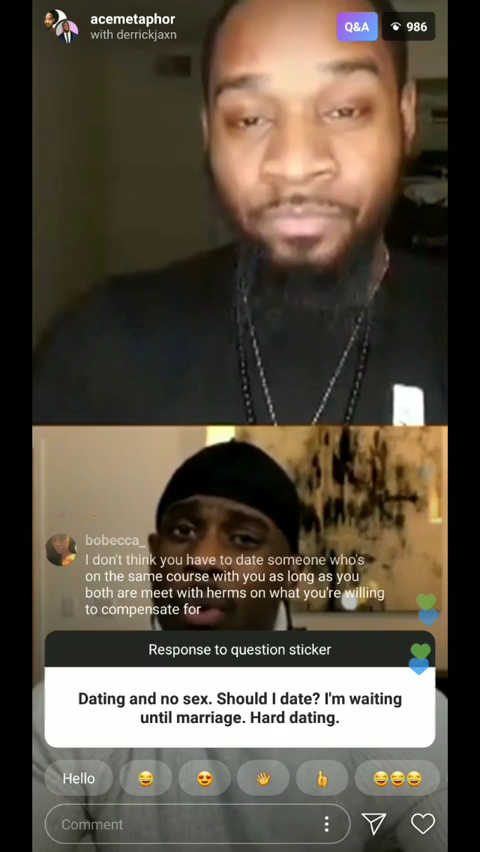 acemetaphor
with derrickjaxn
Q&A
986
bobecca_
I don't think you have to date someone who's
on the same course with you as long as you
both are meet with herms on what you're willing
to compensate for
Response to question sticker
Dating and no sex. Should I date? I'm waiting
until marriage. Hard dating.
Hello
Comment